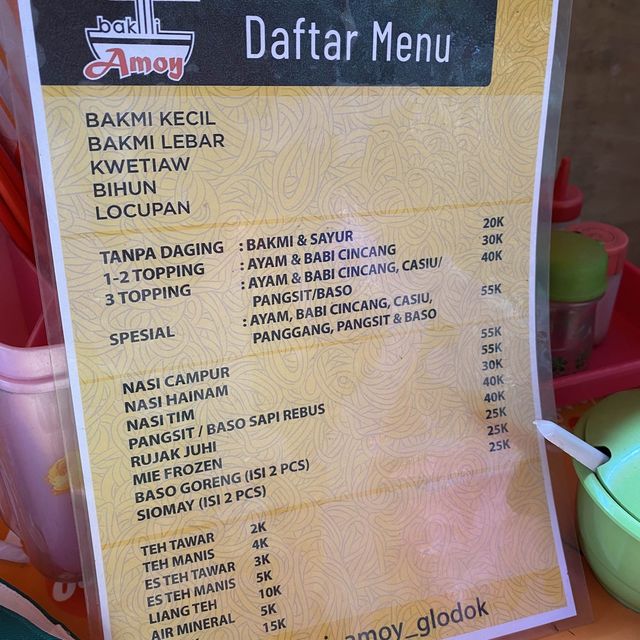 bakmi
Amoy
Daftar Menu
BAKMI KECIL
BAKMI LEBAR
KWETIAW
BIHUN
LOCUPAN
TANPA DAGING : BAKMI & SAYUR 20K
1-2 TOPPING : AYAM & BABI CINCANG 30K
3 TOPPING : AYAM & BABI CINCANG, CASIU/ 40K
PANGSIT/BASO
SPESIAL : AYAM, BABI CINCANG, CASIU, 55K
PANGGANG, PANGSIT & BASO
NASI CAMPUR 55K
NASI HAINAM 55K
NASI TIM 30K
PANGSIT / BASO SAPI REBUS 40K
RUJAK JUHI 40K
MIE FROZEN 25K
BASO GORENG (ISI 2 PCS) 25K
SIOMAY (ISI 2 PCS) 25K
TEH TAWAR 2K
TEH MANIS 4K
ES TEH TAWAR 3K
ES TEH MANIS 5K
LIANG TEH 10K
AIR MINERAL 5K
15K
amoy_glodok